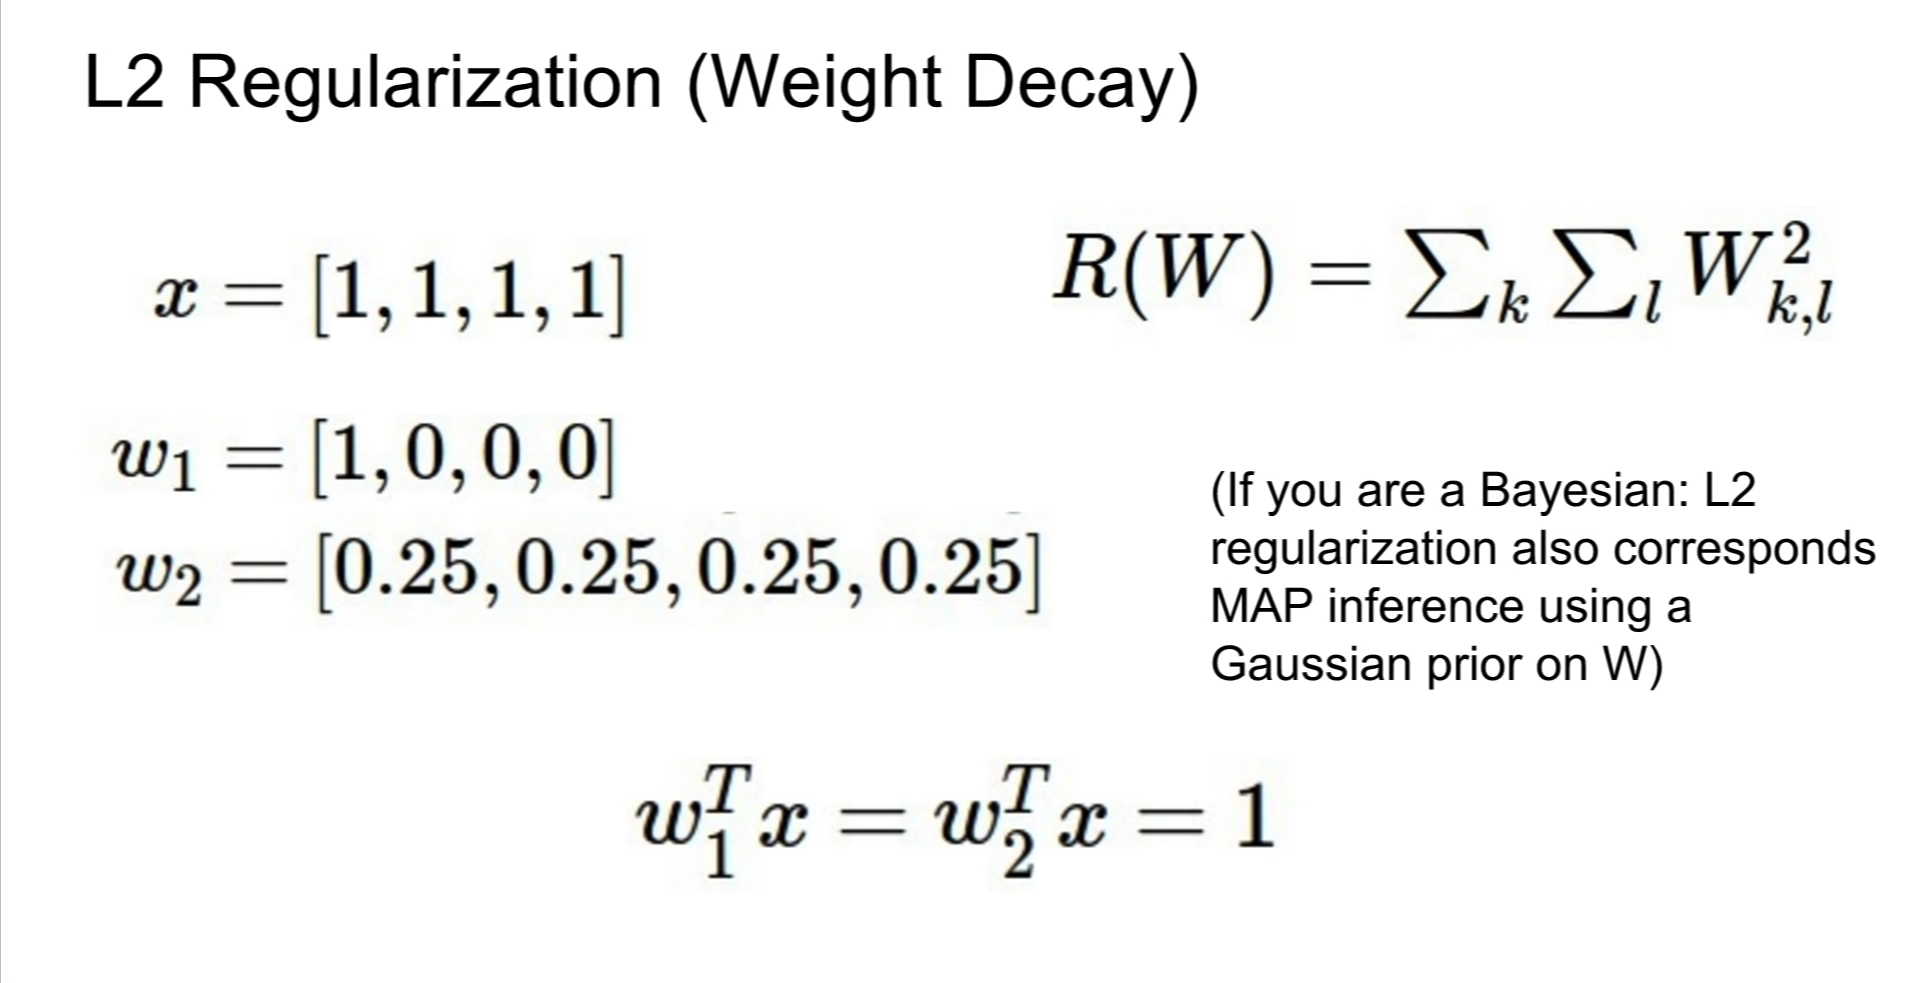 L2 Regularization (Weight Decay)
x = [1, 1, 1, 1]
R(W) = ∑_k ∑_l W_{k,l}^2
w_1 = [1, 0, 0, 0]
w_2 = [0.25, 0.25, 0.25, 0.25]
(If you are a Bayesian: L2
regularization also corresponds
MAP inference using a
Gaussian prior on W)
w_1^T x = w_2^T x = 1